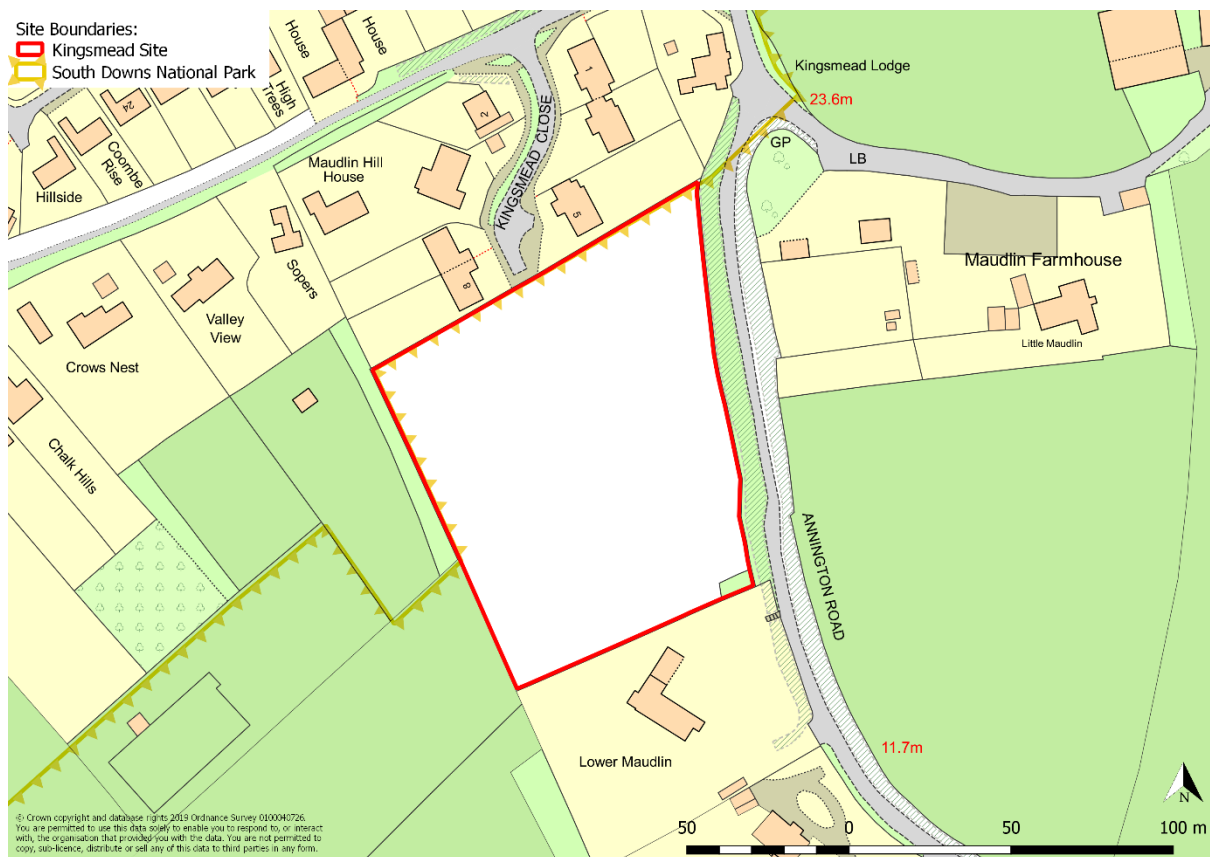 Site Boundaries:
Kingsmead Site
South Downs National Park
House
House
High
Trees
24
Coombe
Rise
Hillside
Maudlin Hill
House
2
1
KINGSMEAD CLOSE
5
8
Sopers
Valley
View
Crows Nest
Chalk Hills
Kingsmead Lodge
23.6m
GP
LB
Maudlin Farmhouse
Little Maudlin
ANNINGTON ROAD
Lower Maudlin
11.7m
N
50
0
50
100 m
© Crown copyright and database rights 2019 Ordnance Survey 0100040726.
You are permitted to use this data solely to enable you to respond to, or interact
with, the organisation that provided you with the data. You are not permitted to
copy, sub-licence, distribute or sell any of this data to third parties in any form.